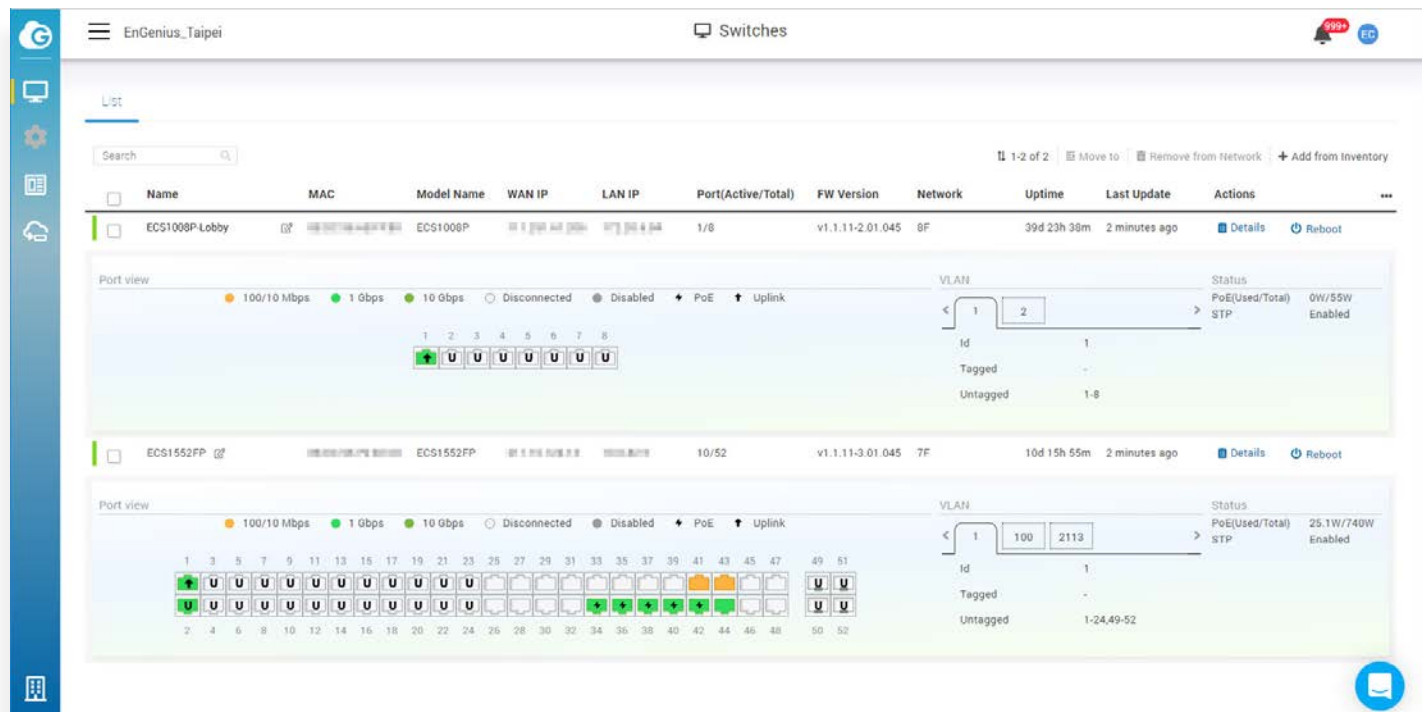 EnGenius_Taipei
Switches
999+
EC
List
Search
1-2 of 2 Move to Remove from Network + Add from Inventory
Name MAC Model Name WAN IP LAN IP Port(Active/Total) FW Version Network Uptime Last Update Actions ...
ECS1008P-Lobby ECS1008P 1/8 v1.1.11-2.01.045 8F 39d 23h 38m 2 minutes ago Details Reboot
Port view VLAN Status
100/10 Mbps 1 Gbps 10 Gbps Disconnected Disabled PoE Uplink
PoE(Used/Total) 0W/55W
< 1 2 >
STP Enabled
1 2 3 4 5 6 7 8
U U U U U U U
Id 1
Tagged -
Untagged 1-8
ECS1552FP ECS1552FP 10/52 v1.1.11-3.01.045 7F 10d 15h 55m 2 minutes ago Details Reboot
Port view VLAN Status
100/10 Mbps 1 Gbps 10 Gbps Disconnected Disabled PoE Uplink
PoE(Used/Total) 25.1W/740W
< 1 100 2113 >
STP Enabled
1 3 5 7 9 11 13 15 17 19 21 23 25 27 29 31 33 35 37 39 41 43 45 47 49 51
U U U U U U U U U U U U U
U U U U U U U U U U U U U U
2 4 6 8 10 12 14 16 18 20 22 24 26 28 30 32 34 36 38 40 42 44 46 48 50 52
Id 1
Tagged -
Untagged 1-24,49-52